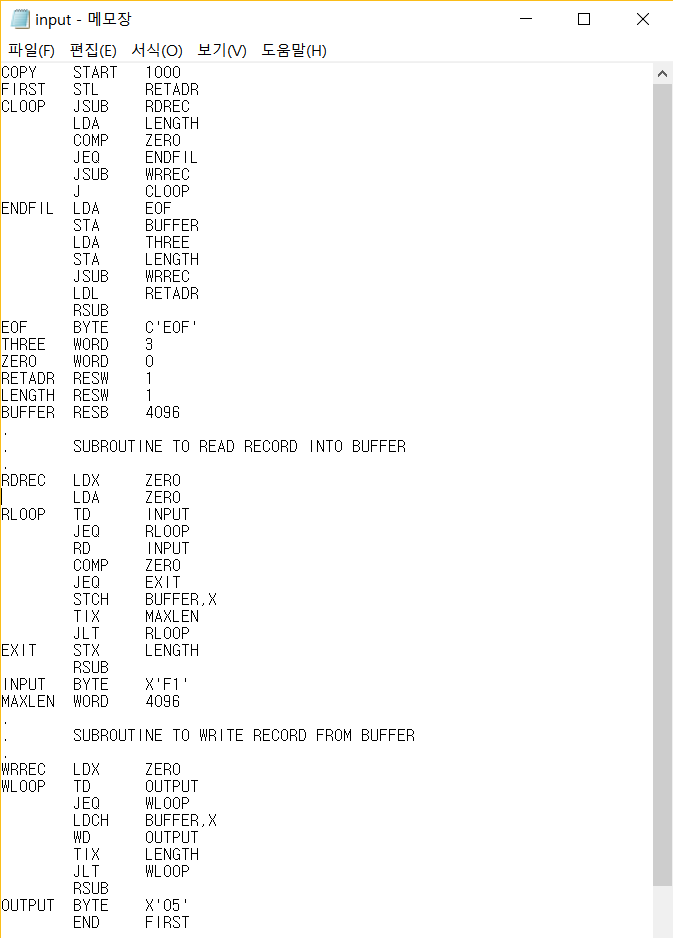 input - 메모장
파일(F) 편집(E) 서식(O) 보기(V) 도움말(H)
COPY START 1000
FIRST STL RETADR
CLOOP JSUB RDREC
LDA LENGTH
COMP ZERO
JEQ ENDFIL
JSUB WRREC
J CLOOP
ENDFIL LDA EOF
STA BUFFER
LDA THREE
STA LENGTH
JSUB WRREC
LDL RETADR
RSUB
EOF BYTE C'EOF'
THREE WORD 3
ZERO WORD 0
RETADR RESW 1
LENGTH RESW 1
BUFFER RESB 4096
.
. SUBROUTINE TO READ RECORD INTO BUFFER
.
RDREC LDX ZERO
LDA ZERO
RLOOP TD INPUT
JEQ RLOOP
RD INPUT
COMP ZERO
JEQ EXIT
STCH BUFFER,X
TIX MAXLEN
JLT RLOOP
EXIT STX LENGTH
RSUB
INPUT BYTE X'F1'
MAXLEN WORD 4096
.
. SUBROUTINE TO WRITE RECORD FROM BUFFER
.
WRREC LDX ZERO
WLOOP TD OUTPUT
JEQ WLOOP
LDCH BUFFER,X
WD OUTPUT
TIX LENGTH
JLT WLOOP
RSUB
OUTPUT BYTE X'05'
END FIRST